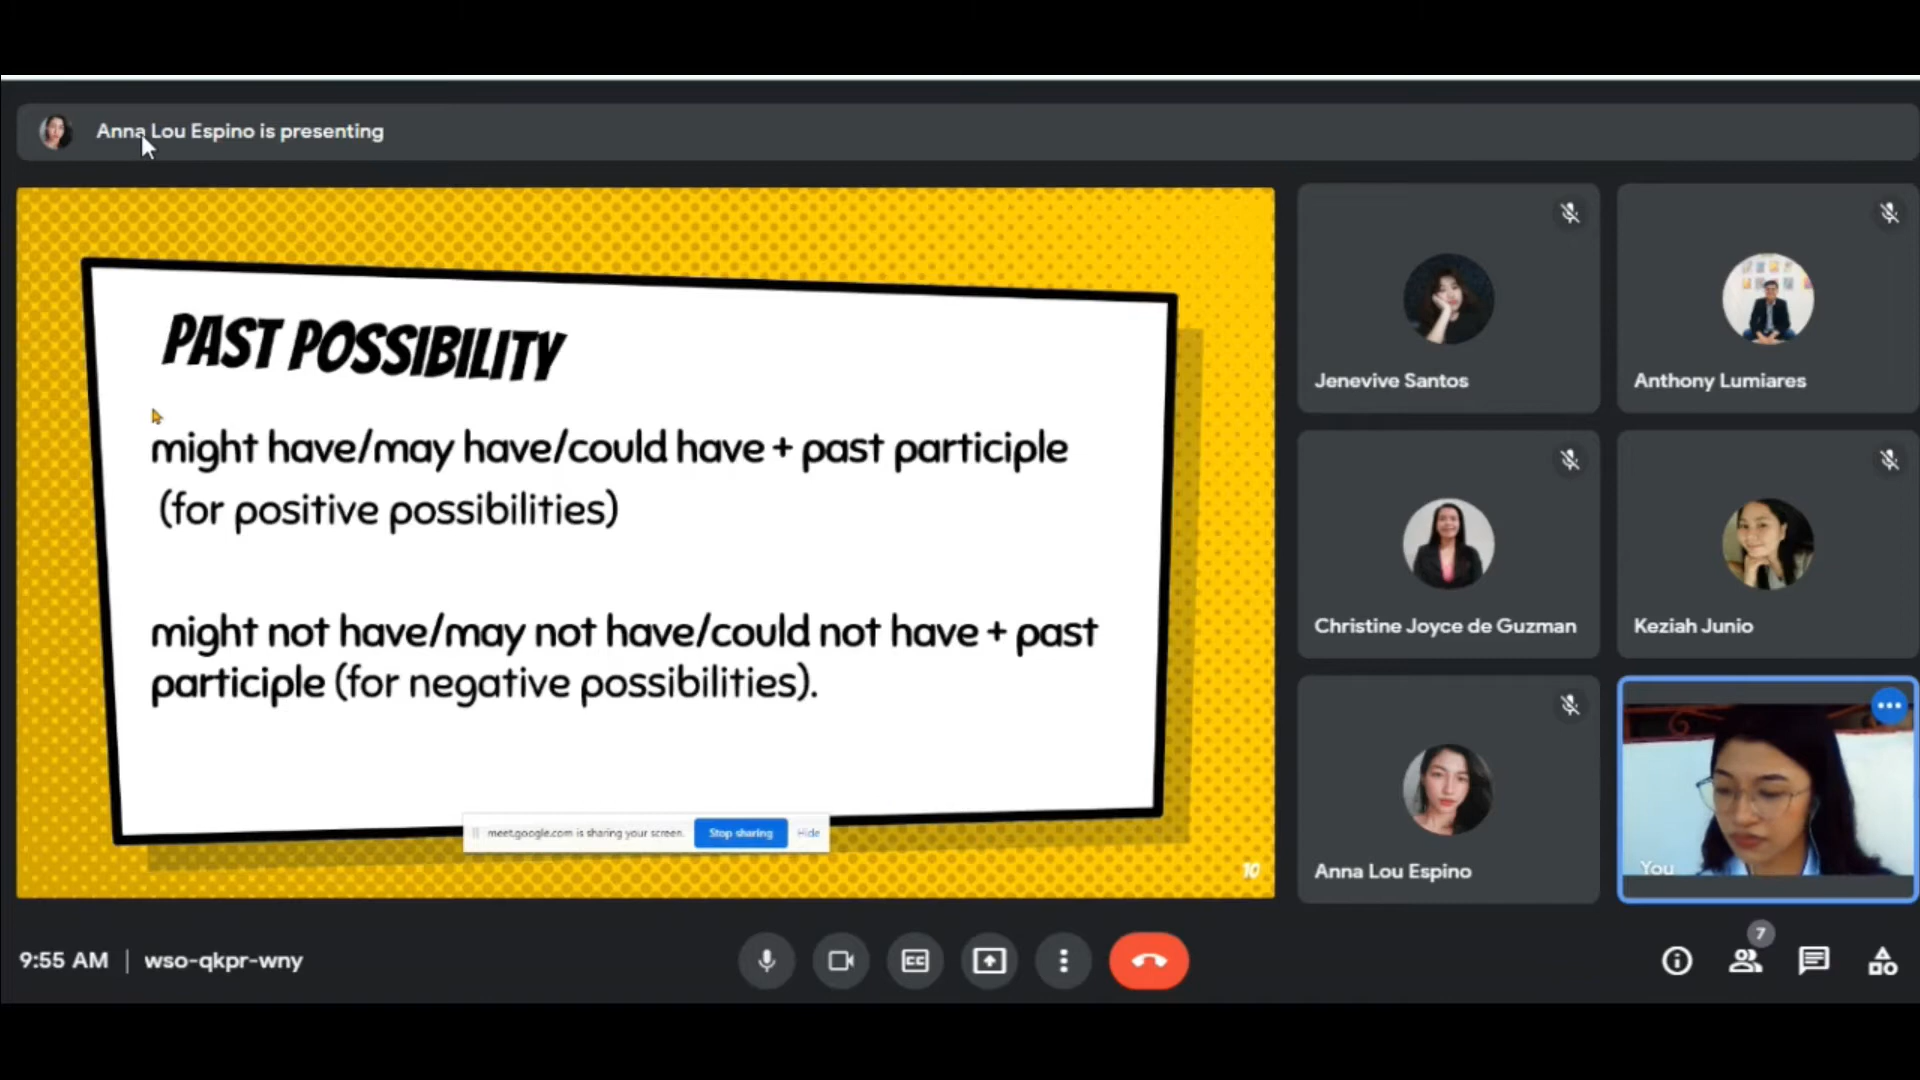 Anna Lou Espino is presenting
PAST POSSIBILITY
might have/may have/could have + past participle
(for positive possibilities)
might not have/may not have/could not have + past
participle (for negative possibilities).
meet.google.com is sharing your screen.
Stop sharing
Hide
10
Jenevive Santos
Anthony Lumiares
Christine Joyce de Guzman
Keziah Junio
Anna Lou Espino
You
9:55 AM | wso-qkpr-wny
CC
7